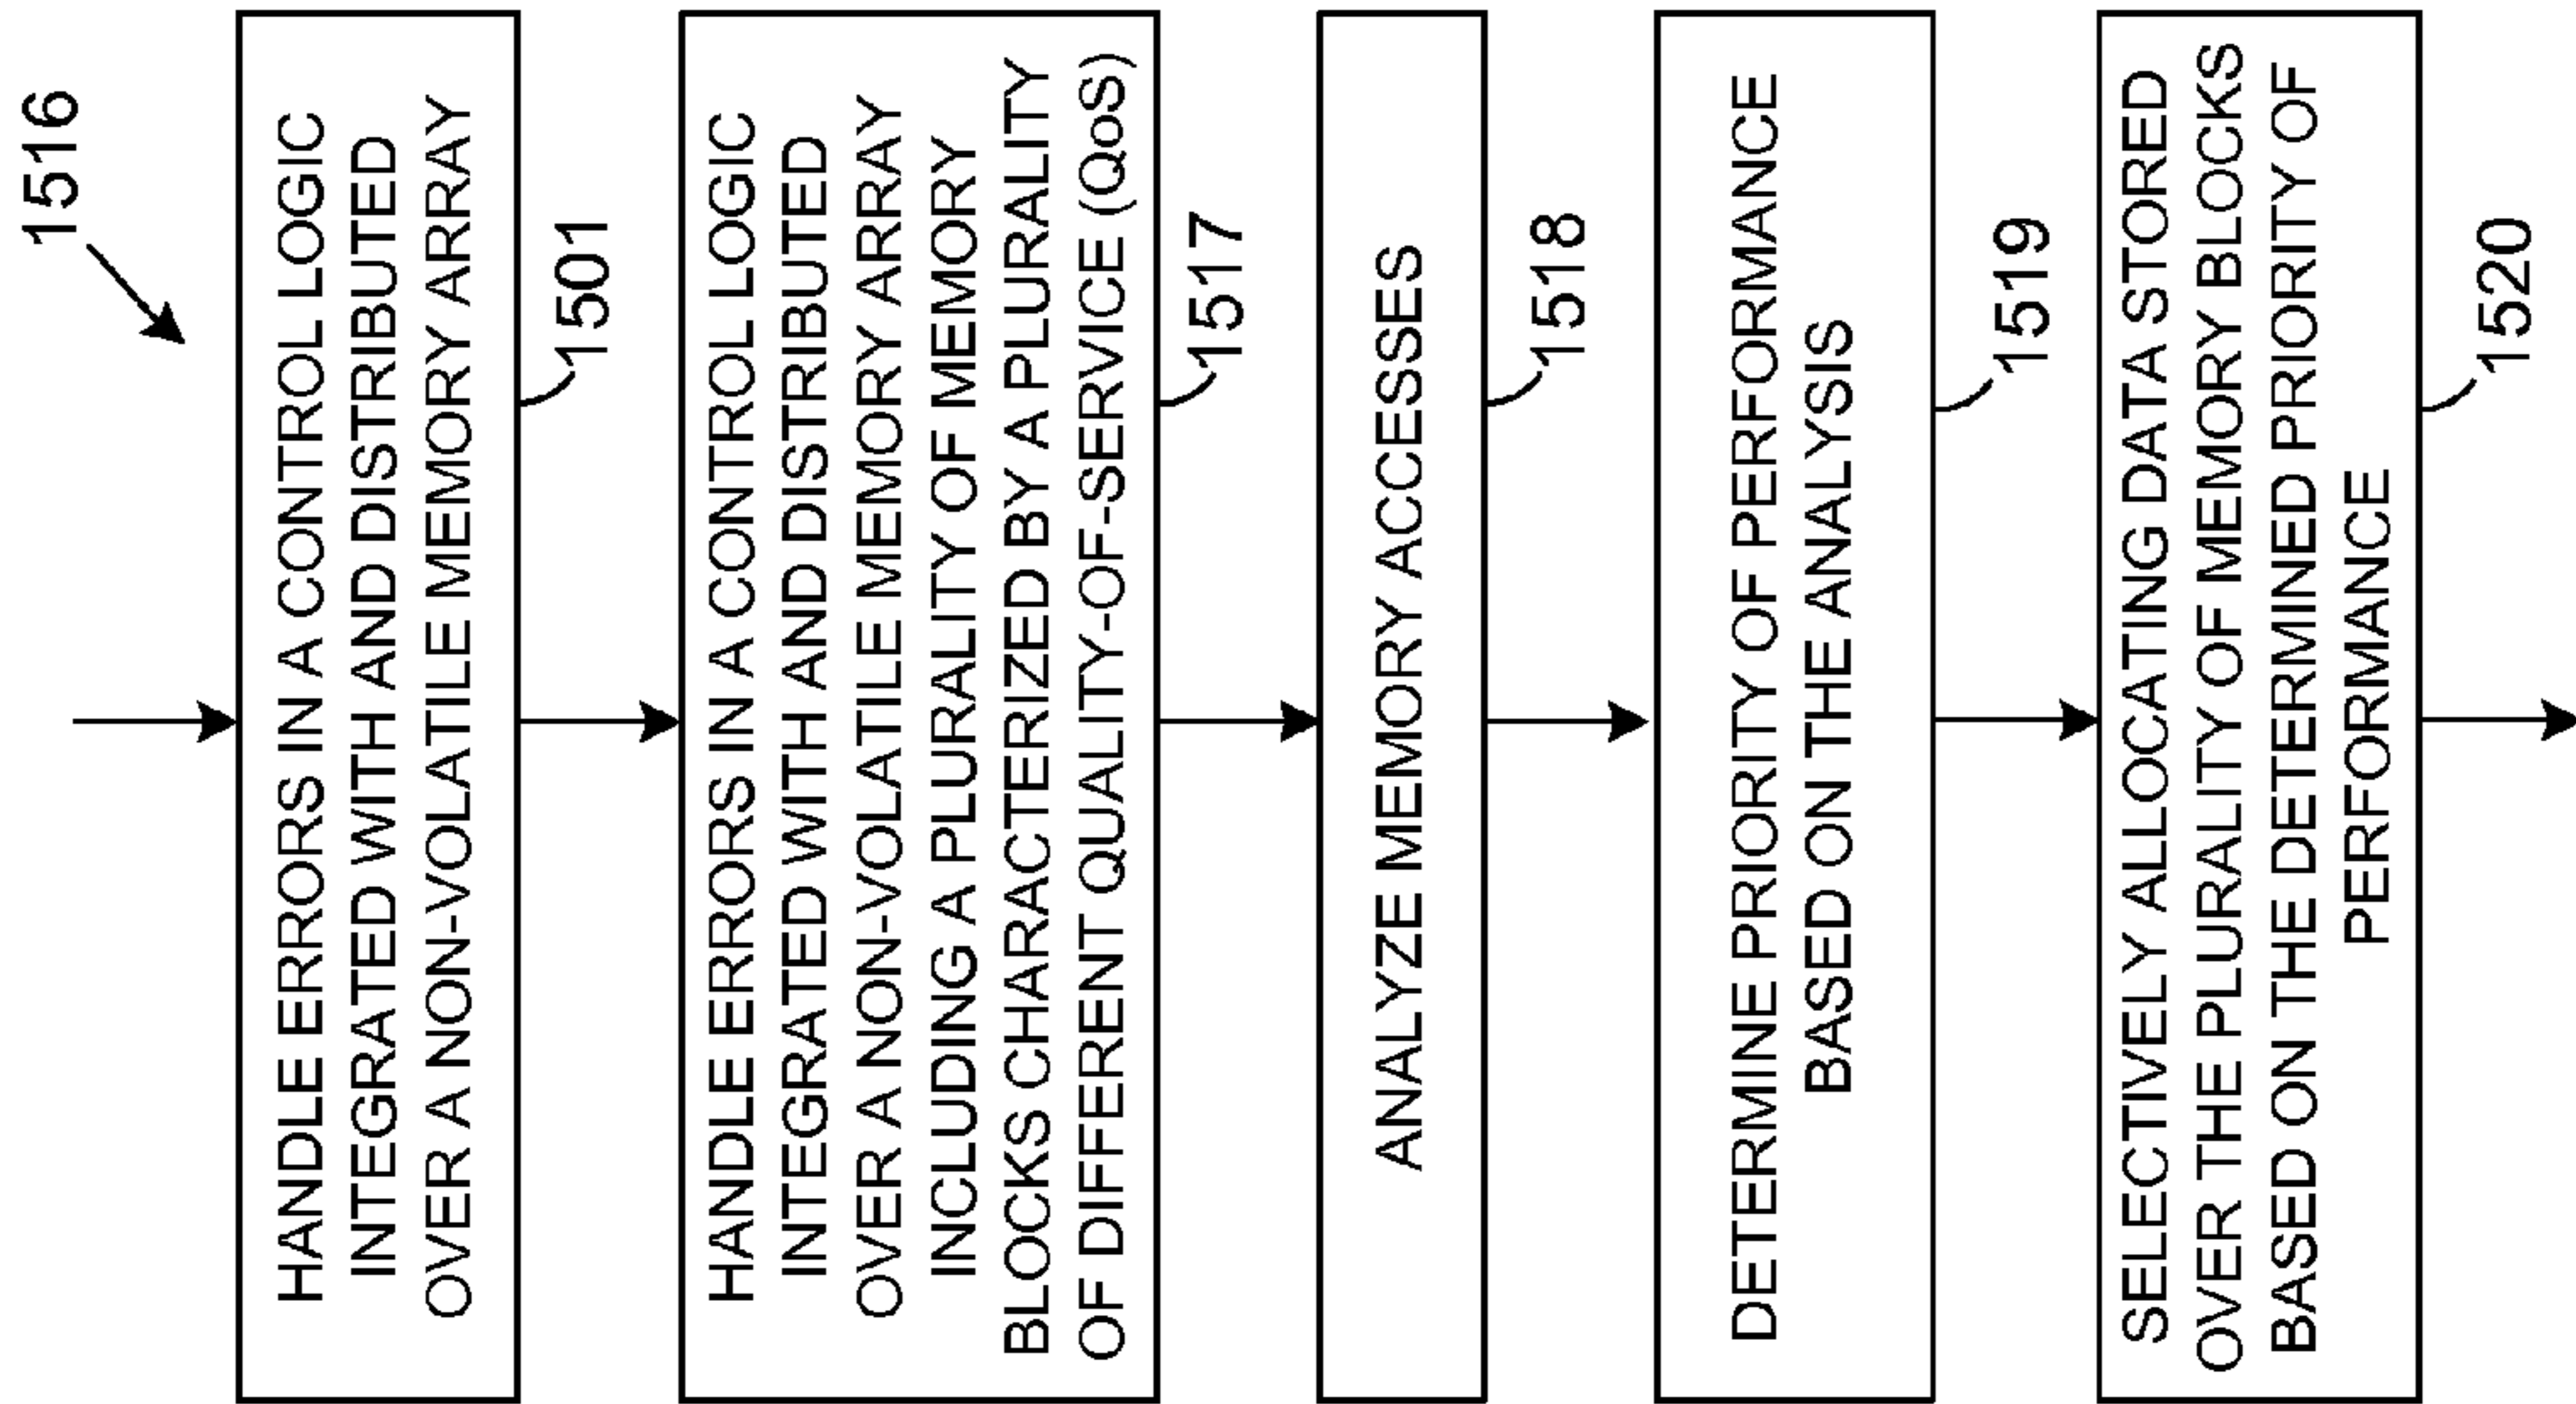 1516
HANDLE ERRORS IN A CONTROL LOGIC
INTEGRATED WITH AND DISTRIBUTED
OVER A NON-VOLATILE MEMORY ARRAY
1501
HANDLE ERRORS IN A CONTROL LOGIC
INTEGRATED WITH AND DISTRIBUTED
OVER A NON-VOLATILE MEMORY ARRAY
INCLUDING A PLURALITY OF MEMORY
BLOCKS CHARACTERIZED BY A PLURALITY
OF DIFFERENT QUALITY-OF-SERVICE (QoS)
1517
ANALYZE MEMORY ACCESSES
1518
DETERMINE PRIORITY OF PERFORMANCE
BASED ON THE ANALYSIS
1519
SELECTIVELY ALLOCATING DATA STORED
OVER THE PLURALITY OF MEMORY BLOCKS
BASED ON THE DETERMINED PRIORITY OF
PERFORMANCE
1520